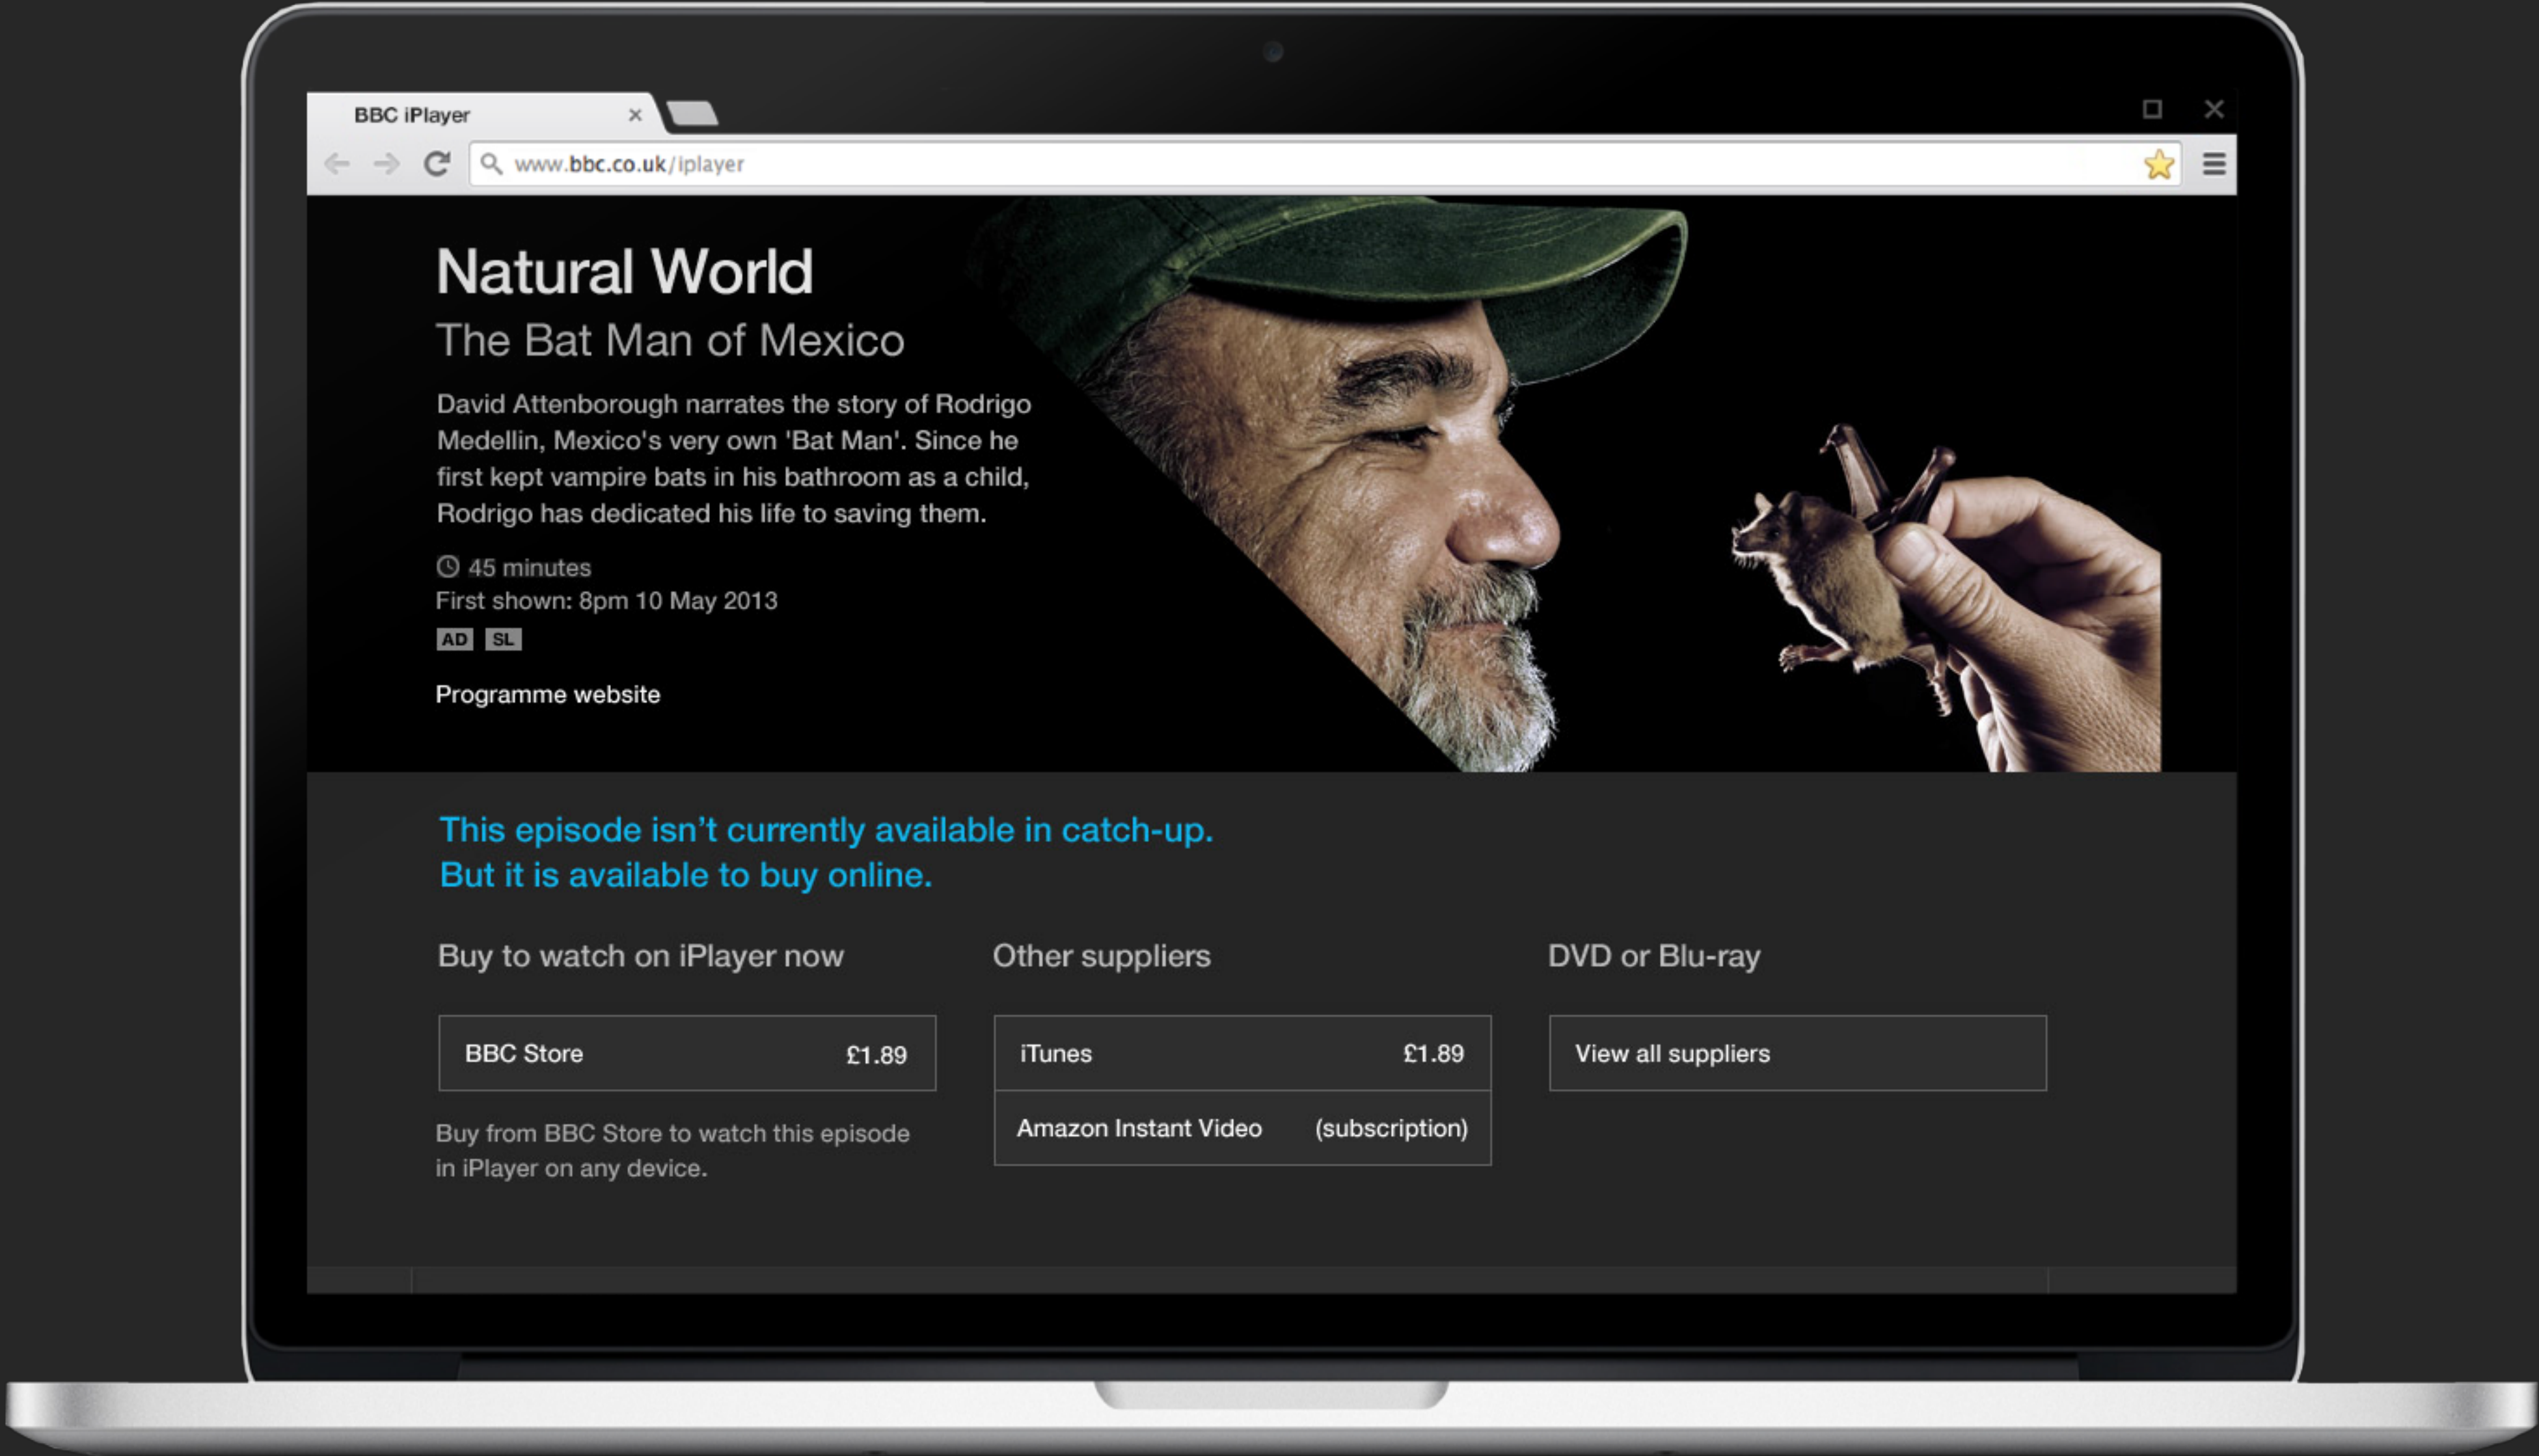 BBC iPlayer
www.bbc.co.uk/iplayer
Natural World
The Bat Man of Mexico
David Attenborough narrates the story of Rodrigo
Medellin, Mexico's very own 'Bat Man'. Since he
first kept vampire bats in his bathroom as a child,
Rodrigo has dedicated his life to saving them.
45 minutes
First shown: 8pm 10 May 2013
AD SL
Programme website
This episode isn’t currently available in catch-up.
But it is available to buy online.
Buy to watch on iPlayer now
BBC Store £1.89
Buy from BBC Store to watch this episode
in iPlayer on any device.
Other suppliers
iTunes £1.89
Amazon Instant Video (subscription)
DVD or Blu-ray
View all suppliers